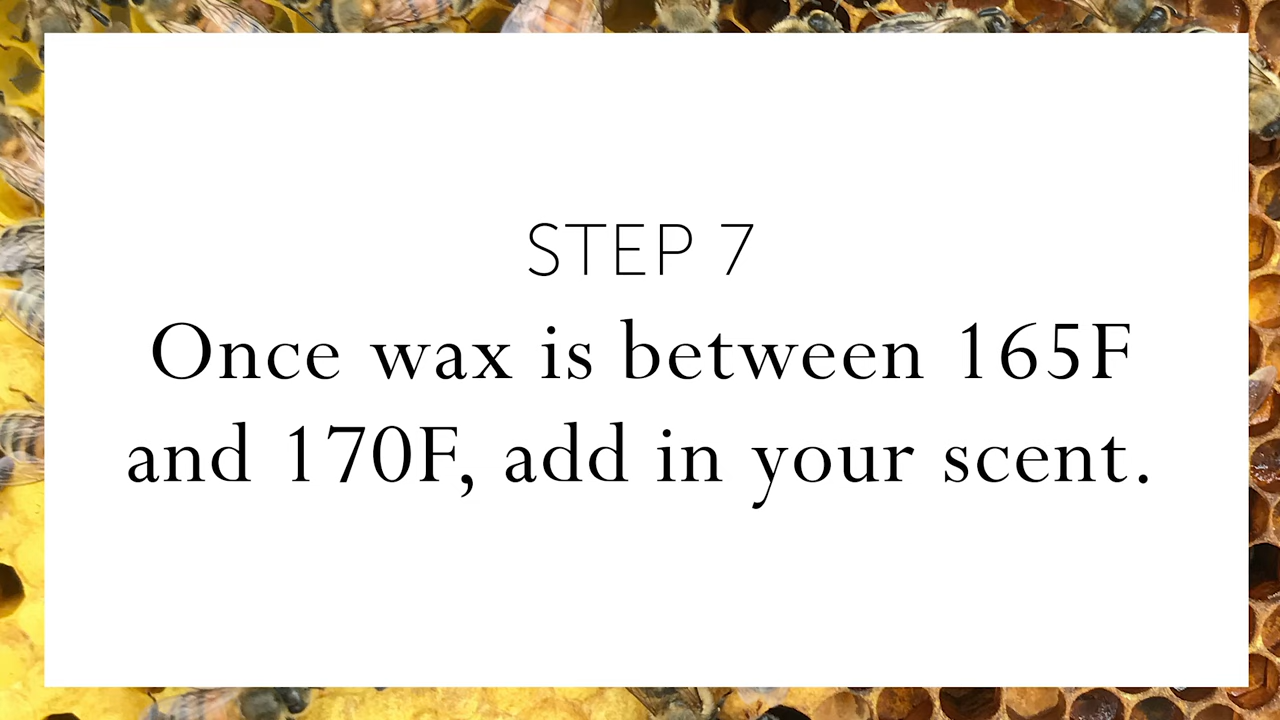 STEP 7
Once wax is between 165F
and 170F, add in your scent.